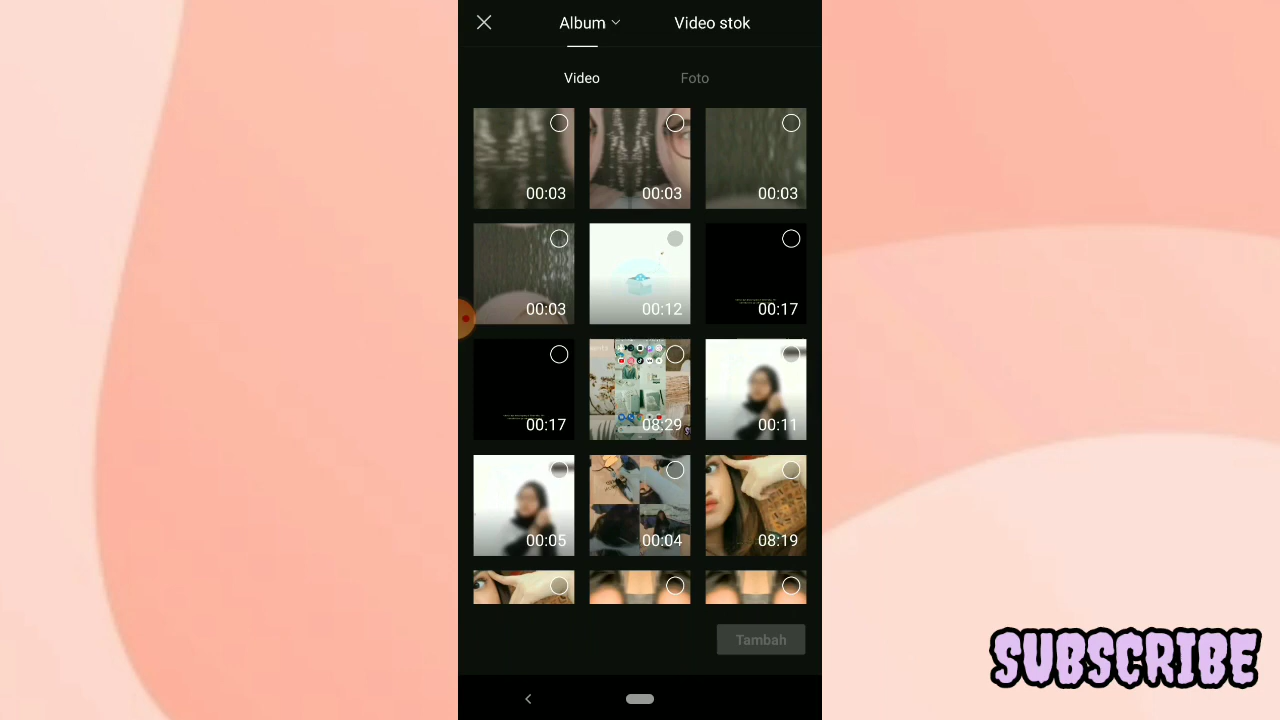 Album Video stok
Video Foto
00:03 00:03 00:03
00:03 00:12 00:17
00:17 08:29 00:11
00:05 00:04 08:19
Tambah
SUBSCRIBE